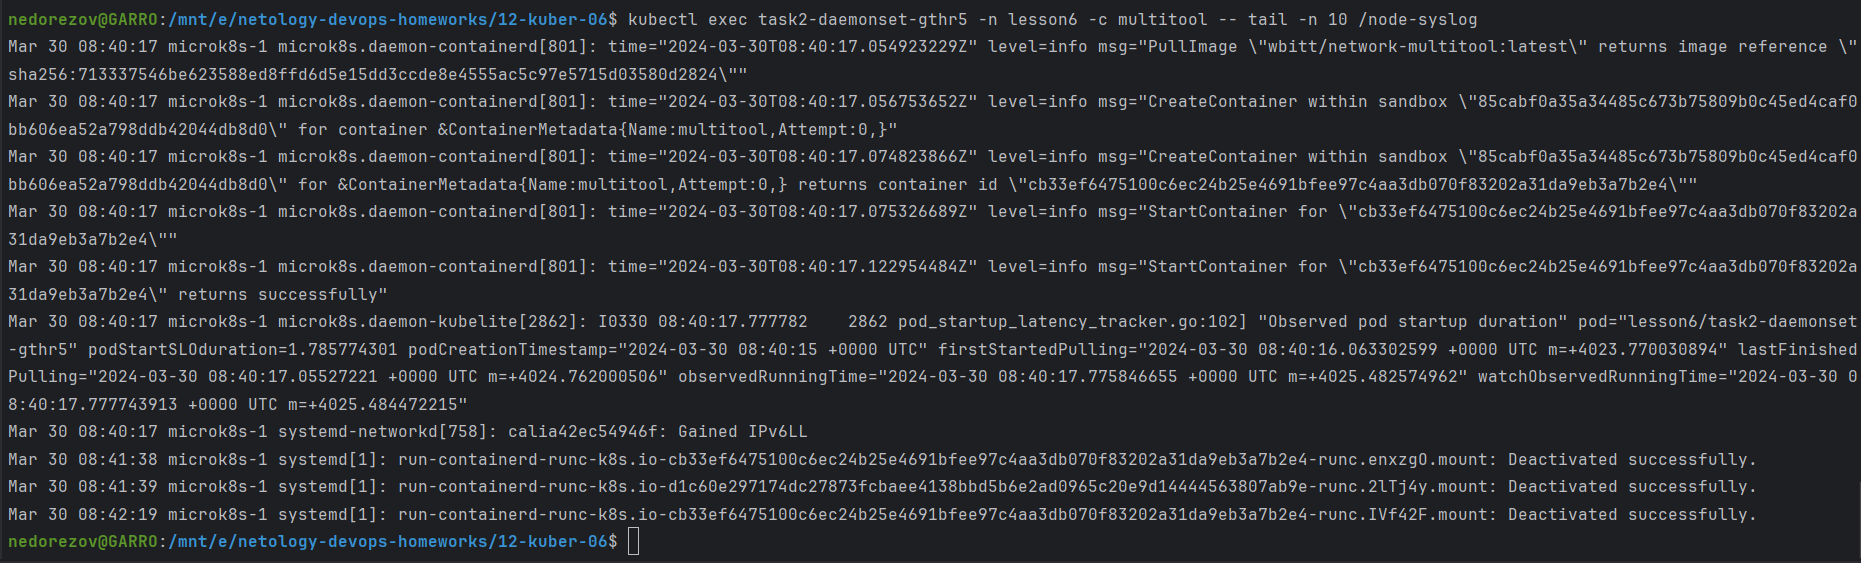 nedorezov@GARRO:/mnt/e/netology-devops-homeworks/12-kuber-06$ kubectl exec task2-daemonset-gthr5 -n lesson6 -c multitool -- tail -n 10 /node-syslog
Mar 30 08:40:17 microk8s-1 microk8s.daemon-containerd[801]: time="2024-03-30T08:40:17.054923229Z" level=info msg="PullImage \"wbitt/network-multitool:latest\" returns image reference \"
sha256:713337546be623588ed8ffd6d5e15dd3ccde8e4555ac5c97e5715d03580d2824\""
Mar 30 08:40:17 microk8s-1 microk8s.daemon-containerd[801]: time="2024-03-30T08:40:17.056753652Z" level=info msg="CreateContainer within sandbox \"85cabf0a35a34485c673b75809b0c45ed4caf0
bb606ea52a798ddb42044db8d0\" for container &ContainerMetadata{Name:multitool,Attempt:0,}"
Mar 30 08:40:17 microk8s-1 microk8s.daemon-containerd[801]: time="2024-03-30T08:40:17.074823866Z" level=info msg="CreateContainer within sandbox \"85cabf0a35a34485c673b75809b0c45ed4caf0
bb606ea52a798ddb42044db8d0\" for &ContainerMetadata{Name:multitool,Attempt:0,} returns container id \"cb33ef6475100c6ec24b25e4691bfee97c4aa3db070f83202a31da9eb3a7b2e4\""
Mar 30 08:40:17 microk8s-1 microk8s.daemon-containerd[801]: time="2024-03-30T08:40:17.075326689Z" level=info msg="StartContainer for \"cb33ef6475100c6ec24b25e4691bfee97c4aa3db070f83202a
31da9eb3a7b2e4\""
Mar 30 08:40:17 microk8s-1 microk8s.daemon-containerd[801]: time="2024-03-30T08:40:17.122954484Z" level=info msg="StartContainer for \"cb33ef6475100c6ec24b25e4691bfee97c4aa3db070f83202a
31da9eb3a7b2e4\" returns successfully"
Mar 30 08:40:17 microk8s-1 microk8s.daemon-kubelite[2862]: I0330 08:40:17.777782    2862 pod_startup_latency_tracker.go:102] "Observed pod startup duration" pod="lesson6/task2-daemonset
-gthr5" podStartSLOduration=1.785774301 podCreationTimestamp="2024-03-30 08:40:15 +0000 UTC" firstStartedPulling="2024-03-30 08:40:16.063302599 +0000 UTC m=+4023.770030894" lastFinished
Pulling="2024-03-30 08:40:17.05527221 +0000 UTC m=+4024.762000506" observedRunningTime="2024-03-30 08:40:17.775846655 +0000 UTC m=+4025.482574962" watchObservedRunningTime="2024-03-30 0
8:40:17.777743913 +0000 UTC m=+4025.484472215"
Mar 30 08:40:17 microk8s-1 systemd-networkd[758]: calia42ec54946f: Gained IPv6LL
Mar 30 08:41:38 microk8s-1 systemd[1]: run-containerd-runc-k8s.io-cb33ef6475100c6ec24b25e4691bfee97c4aa3db070f83202a31da9eb3a7b2e4-runc.enxzgO.mount: Deactivated successfully.
Mar 30 08:41:39 microk8s-1 systemd[1]: run-containerd-runc-k8s.io-d1c60e297174dc27873fcbaee4138bbd5b6e2ad0965c20e9d14444563807ab9e-runc.2lTj4y.mount: Deactivated successfully.
Mar 30 08:42:19 microk8s-1 systemd[1]: run-containerd-runc-k8s.io-cb33ef6475100c6ec24b25e4691bfee97c4aa3db070f83202a31da9eb3a7b2e4-runc.IVf42F.mount: Deactivated successfully.
nedorezov@GARRO:/mnt/e/netology-devops-homeworks/12-kuber-06$